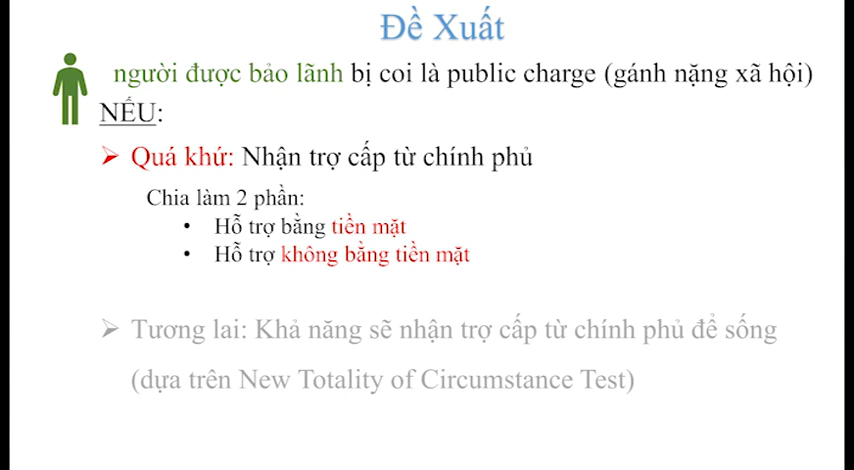 Đề Xuất
người được bảo lãnh bị coi là public charge (gánh nặng xã hội)
NẾU:
➢ Quá khứ: Nhận trợ cấp từ chính phủ
Chia làm 2 phần:
• Hỗ trợ bằng tiền mặt
• Hỗ trợ không bằng tiền mặt
➢ Tương lai: Khả năng sẽ nhận trợ cấp từ chính phủ để sống
(dựa trên New Totality of Circumstance Test)